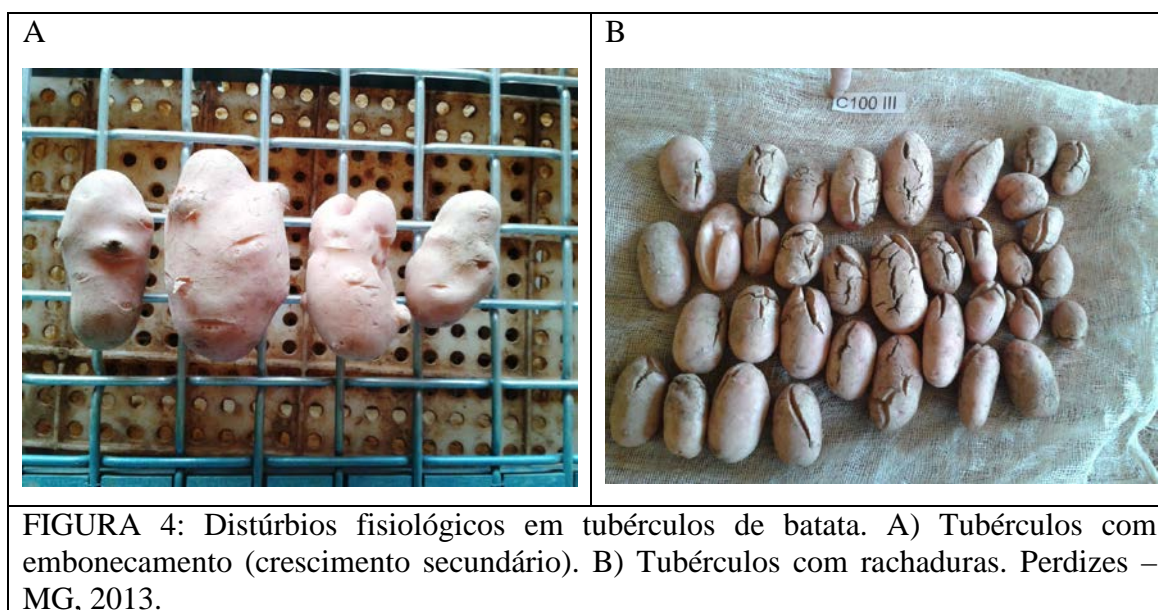 A
B
C100 III
FIGURA 4: Distúrbios fisiológicos em tubérculos de batata. A) Tubérculos com
embonecamento (crescimento secundário). B) Tubérculos com rachaduras. Perdizes –
MG, 2013.